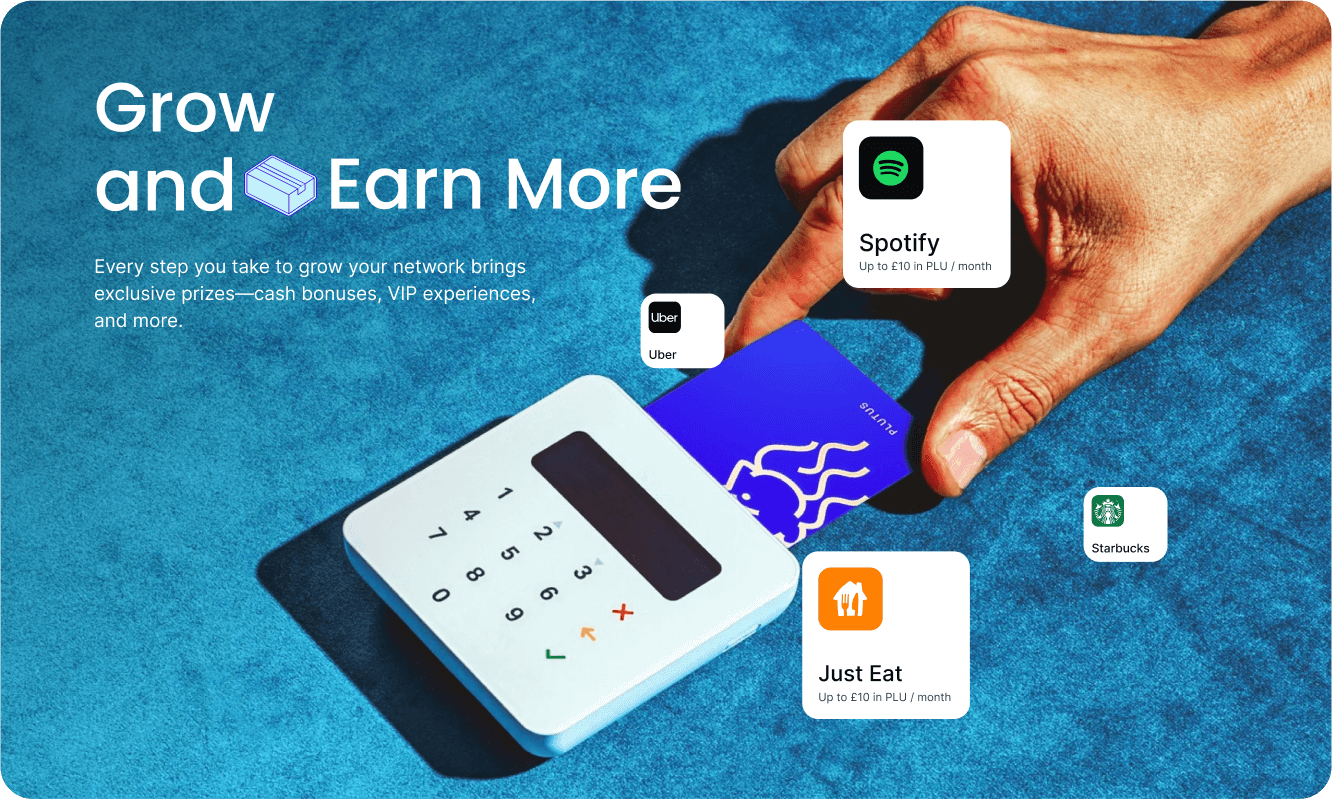 Grow
and Earn More
Every step you take to grow your network brings
exclusive prizes—cash bonuses, VIP experiences,
and more.
Spotify
Up to £10 in PLU / month
Uber
Uber
PLUTUS
1
2
3
4
5
6
7
8
9
0
Starbucks
Just Eat
Up to £10 in PLU / month